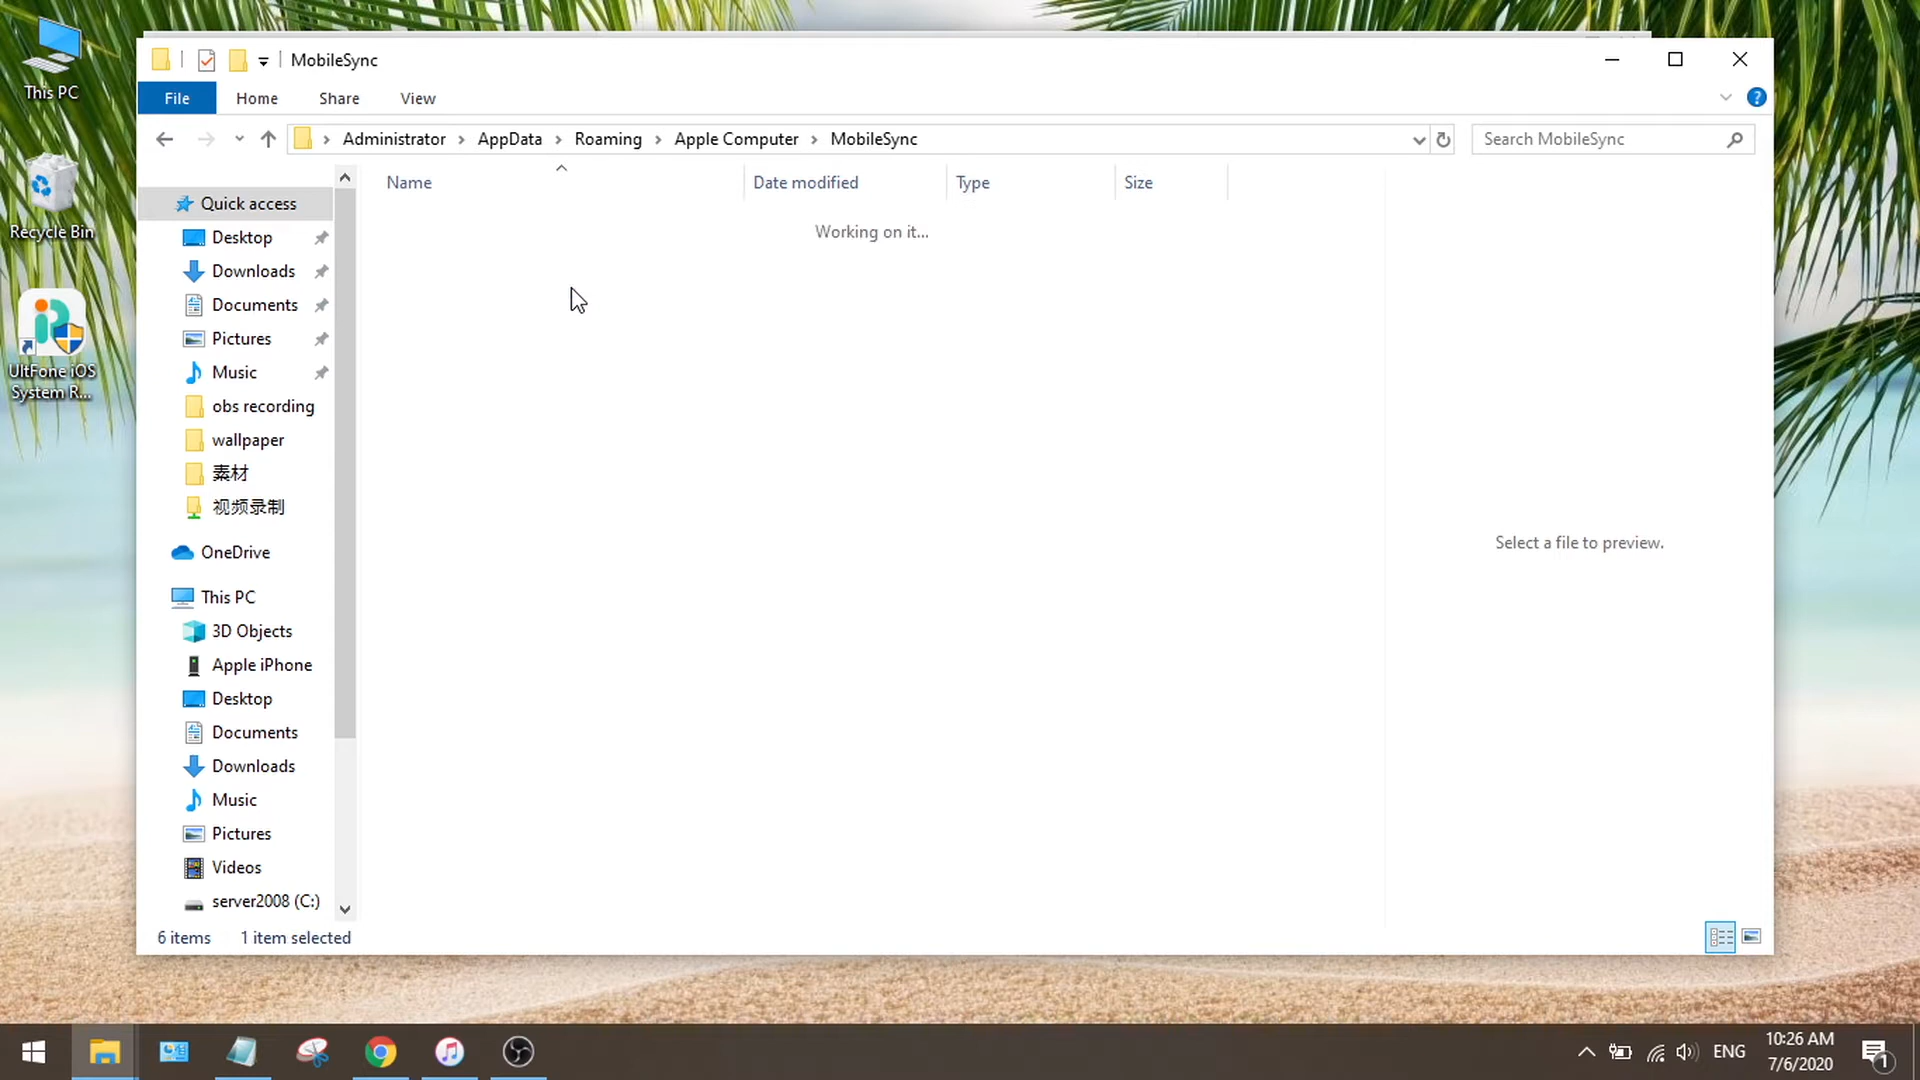 This PC
Recycle Bin
UltFone iOS
System R...
MobileSync
File Home Share View
Administrator AppData Roaming Apple Computer MobileSync
Search MobileSync
Name Date modified Type Size
Working on it...
Quick access
Desktop
Downloads
Documents
Pictures
Music
obs recording
wallpaper
素材
视频录制
OneDrive
This PC
3D Objects
Apple iPhone
Desktop
Documents
Downloads
Music
Pictures
Videos
server2008 (C:)
Select a file to preview.
6 items 1 item selected
ENG
10:26 AM
7/6/2020
1